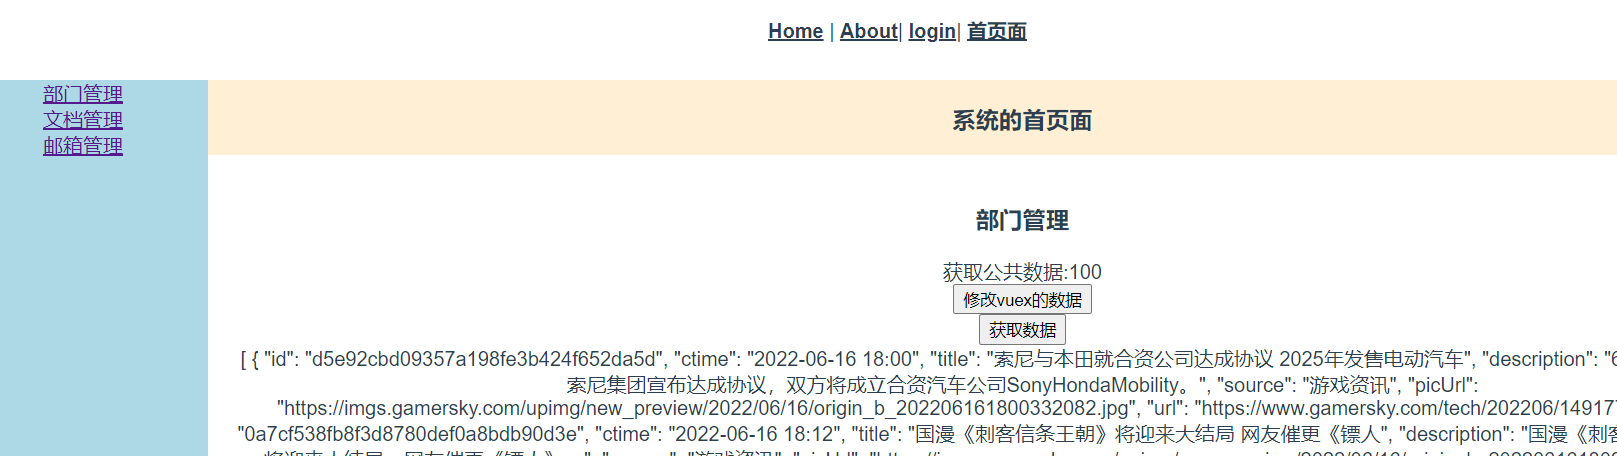 Home | About| login| 首页面
部门管理
文档管理
邮箱管理
系统的首页面
部门管理
获取公共数据:100
修改vuex的数据
获取数据
[ { "id": "d5e92cbd09357a198fe3b424f652da5d", "ctime": "2022-06-16 18:00", "title": "索尼与本田就合资公司达成协议 2025年发售电动汽车", "description": "6
索尼集团宣布达成协议，双方将成立合资汽车公司SonyHondaMobility。", "source": "游戏资讯", "picUrl":
"https://imgs.gamersky.com/upimg/new_preview/2022/06/16/origin_b_202206161800332082.jpg", "url": "https://www.gamersky.com/tech/202206/14917
"0a7cf538fb8f3d8780def0a8bdb90d3e", "ctime": "2022-06-16 18:12", "title": "国漫《刺客信条王朝》将迎来大结局 网友催更《镖人", "description": "国漫《刺